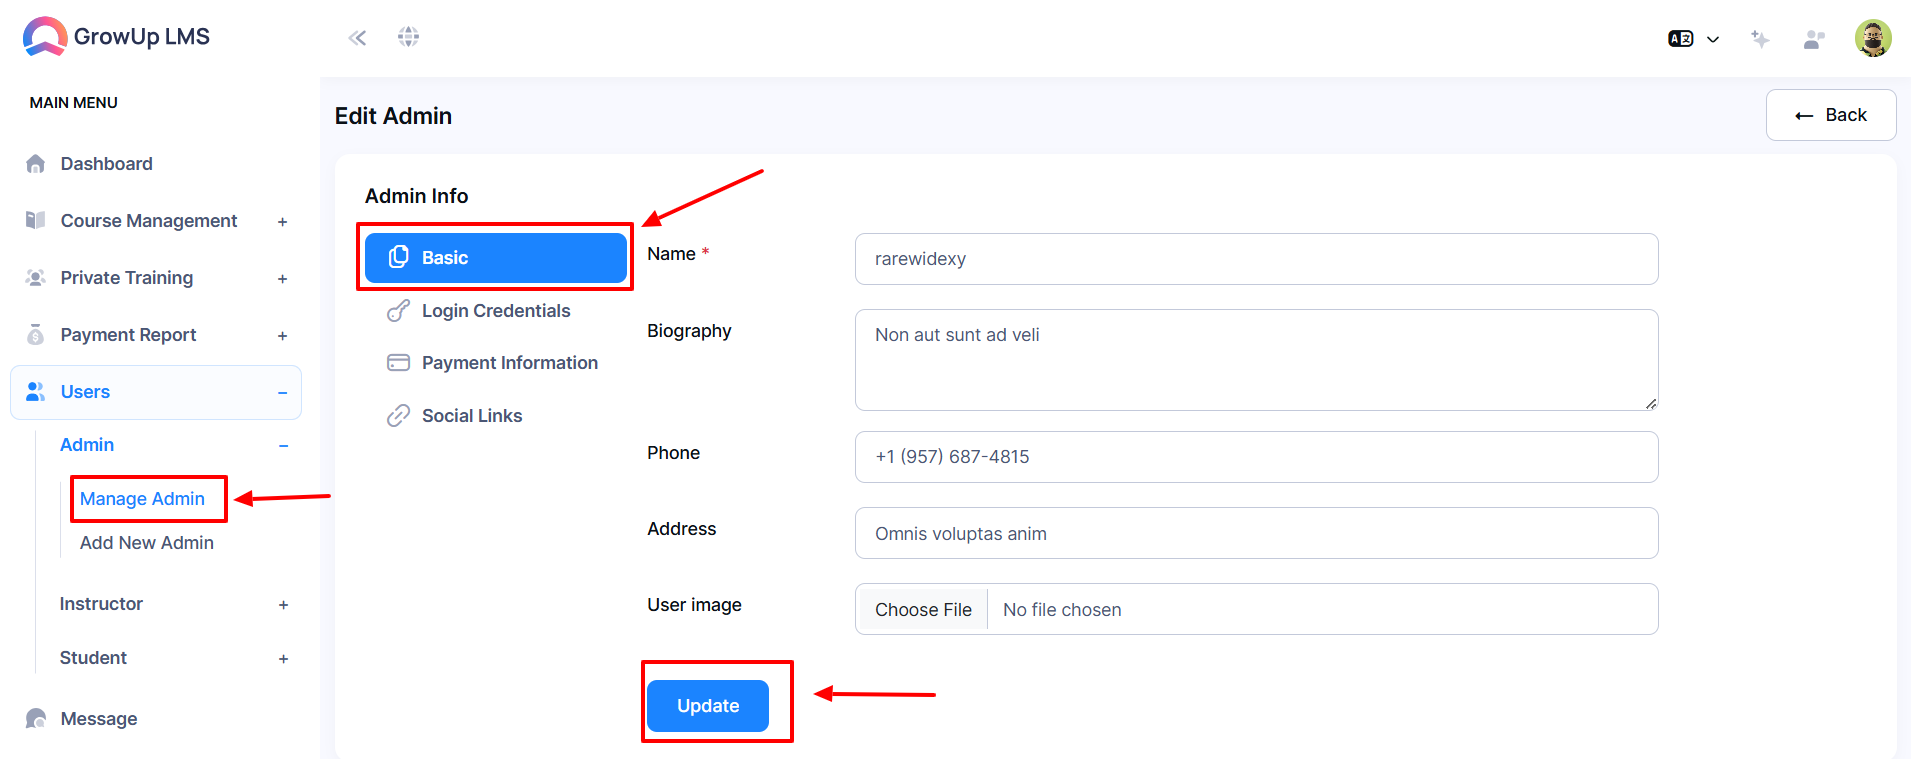 GrowUp LMS
MAIN MENU
Dashboard
Course Management +
Private Training +
Payment Report +
Users −
Admin −
Manage Admin
Add New Admin
Instructor +
Student +
Message
Edit Admin
← Back
Admin Info
Basic
Login Credentials
Payment Information
Social Links
Name *
rarewidexy
Biography
Non aut sunt ad veli
Phone
+1 (957) 687-4815
Address
Omnis voluptas anim
User image
Choose File No file chosen
Update